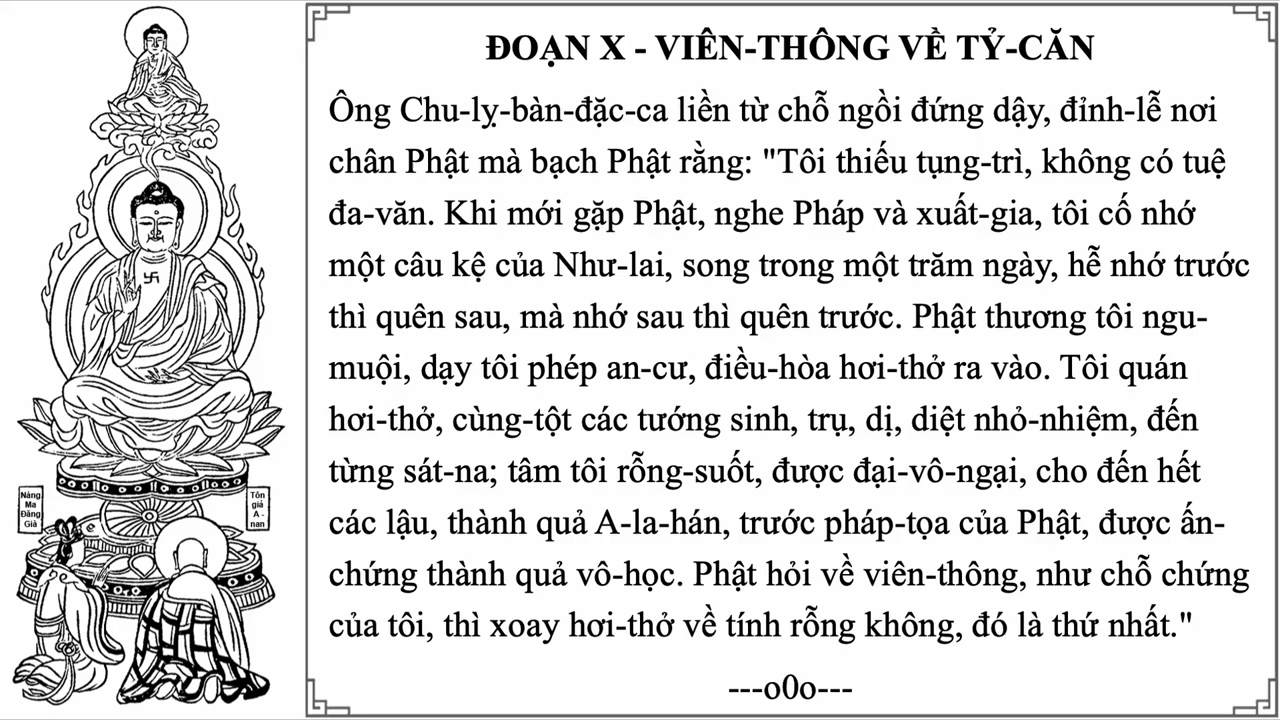 ĐOẠN X - VIÊN-THÔNG VỀ TỶ-CĂN
Ông Chu-lỵ-bàn-đặc-ca liền từ chỗ ngồi đứng dậy, đỉnh-lễ nơi
chân Phật mà bạch Phật rằng: "Tôi thiếu tụng-trì, không có tuệ
đa-văn. Khi mới gặp Phật, nghe Pháp và xuất-gia, tôi cố nhớ
một câu kệ của Như-lai, song trong một trăm ngày, hễ nhớ trước
thì quên sau, mà nhớ sau thì quên trước. Phật thương tôi ngu-
muội, dạy tôi phép an-cư, điều-hòa hơi-thở ra vào. Tôi quán
hơi-thở, cùng-tột các tướng sinh, trụ, dị, diệt nhỏ-nhiệm, đến
từng sát-na; tâm tôi rỗng-suốt, được đại-vô-ngại, cho đến hết
các lậu, thành quả A-la-hán, trước pháp-tọa của Phật, được ấn-
chứng thành quả vô-học. Phật hỏi về viên-thông, như chỗ chứng
của tôi, thì xoay hơi-thở về tính rỗng không, đó là thứ nhất."
---o0o---
Nàng
Ma
Đăng
Già
Tôn
giả
A -
nan